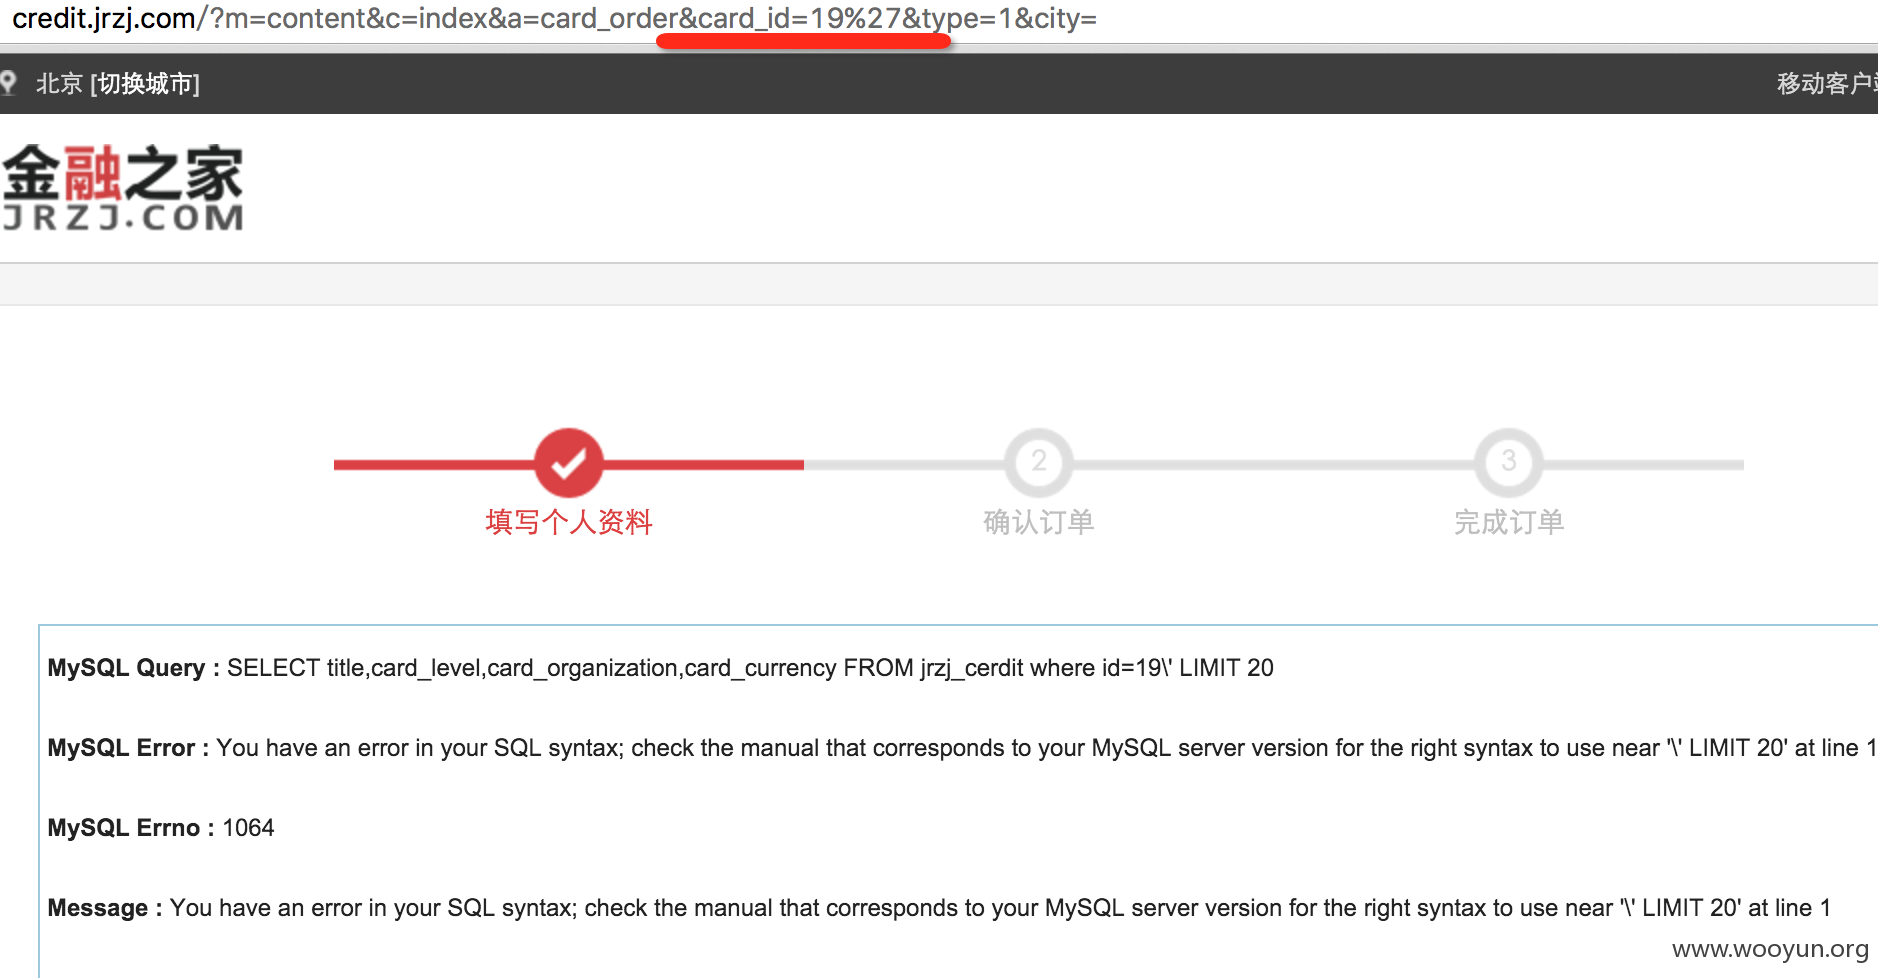 credit.jrzj.com/?m=content&c=index&a=card_order&card_id=19%27&type=1&city=
北京 [切换城市]
移动客户
金融之家
JRZJ.COM
2
3
填写个人资料
确认订单
完成订单
MySQL Query : SELECT title,card_level,card_organization,card_currency FROM jrzj_cerdit where id=19\' LIMIT 20
MySQL Error : You have an error in your SQL syntax; check the manual that corresponds to your MySQL server version for the right syntax to use near '\' LIMIT 20' at line 1
MySQL Errno : 1064
Message : You have an error in your SQL syntax; check the manual that corresponds to your MySQL server version for the right syntax to use near '\' LIMIT 20' at line 1
www.wooyun.org